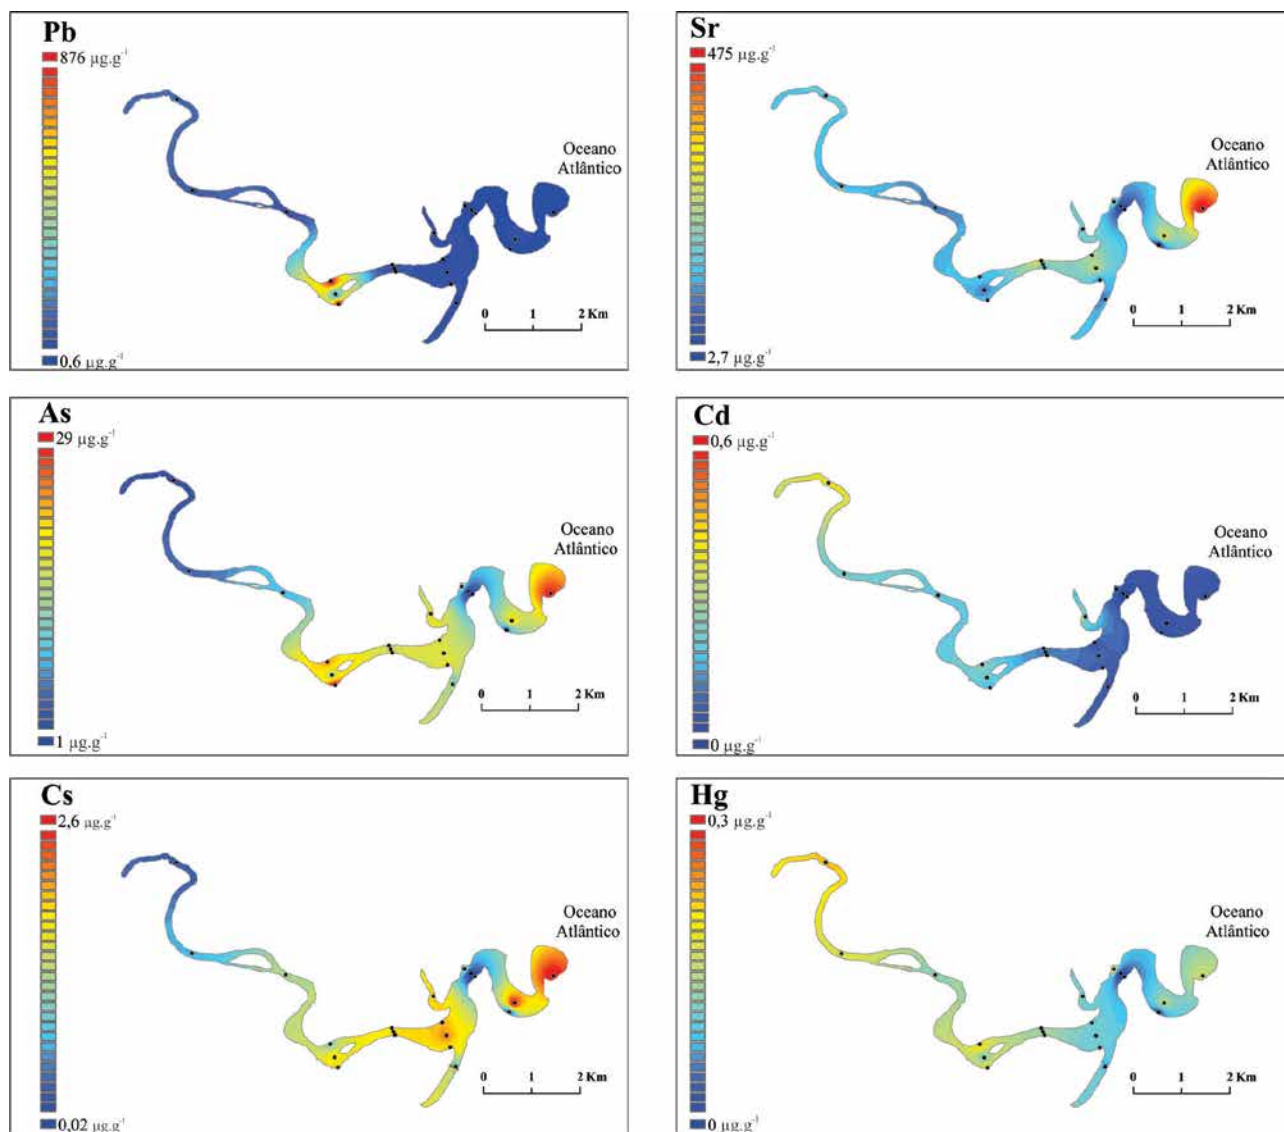 Pb
876 µg.g⁻¹
Oceano
Atlântico
0 1 2 Km
0,6 µg.g⁻¹
Sr
475 µg.g⁻¹
Oceano
Atlântico
0 1 2 Km
2,7 µg.g⁻¹
As
29 µg.g⁻¹
Oceano
Atlântico
0 1 2 Km
1 µg.g⁻¹
Cd
0,6 µg.g⁻¹
Oceano
Atlântico
0 1 2 Km
0 µg.g⁻¹
Cs
2,6 µg.g⁻¹
Oceano
Atlântico
0 1 2 Km
0,02 µg.g⁻¹
Hg
0,3 µg.g⁻¹
Oceano
Atlântico
0 1 2 Km
0 µg.g⁻¹